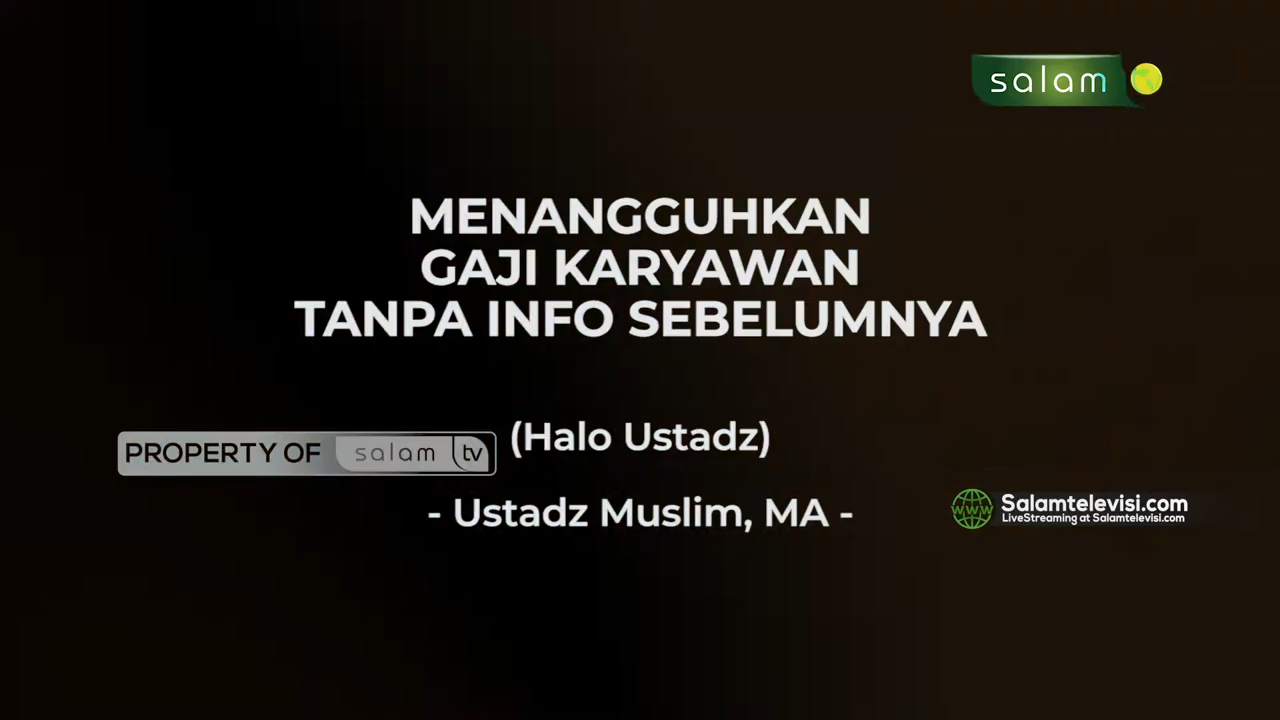 salam
MENANGGUHKAN
GAJI KARYAWAN
TANPA INFO SEBELUMNYA
(Halo Ustadz)
PROPERTY OF salam tv
- Ustadz Muslim, MA -
www
Salamtelevisi.com
LiveStreaming at Salamtelevisi.com